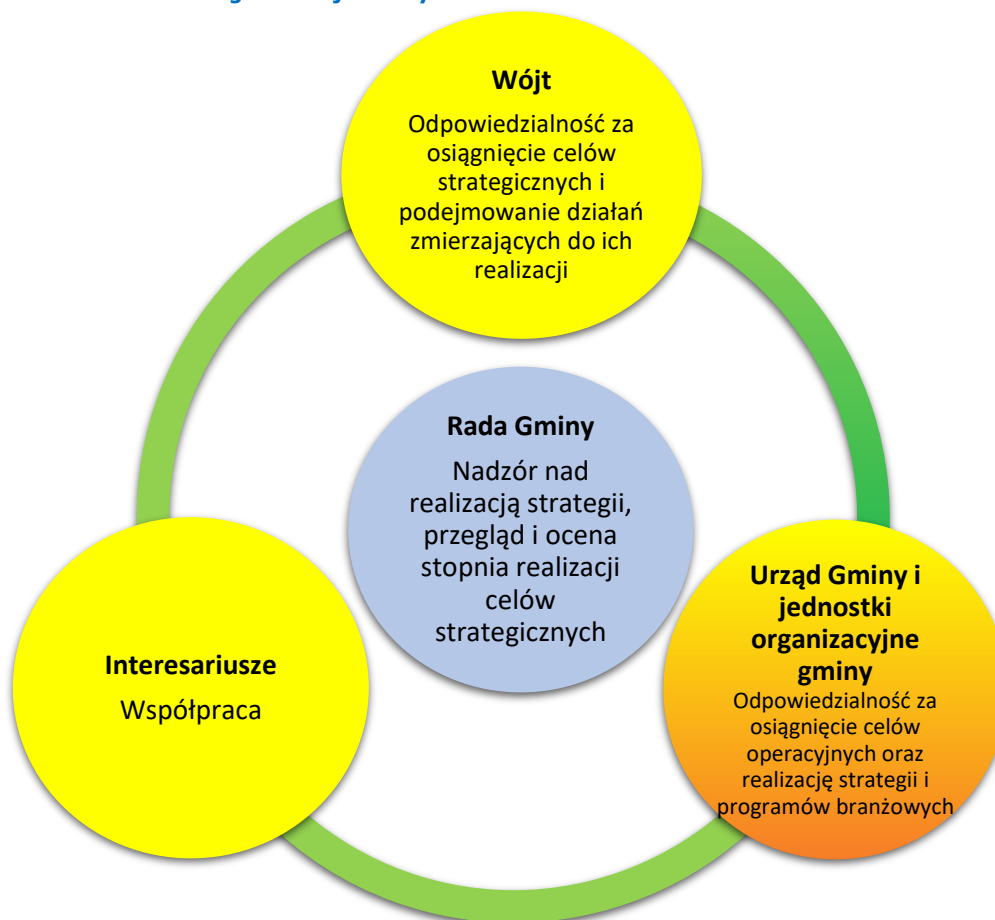 Wójt
Odpowiedzialność za
osiągnięcie celów
strategicznych i
podejmowanie działań
zmierzających do ich
realizacji
Rada Gminy
Nadzór nad
realizacją strategii,
przegląd i ocena
stopnia realizacji
celów
strategicznych
Urząd Gminy i
jednostki
organizacyjne
gminy
Odpowiedzialność za
osiągnięcie celów
operacyjnych oraz
realizację strategii i
programów branżowych
Interesariusze
Współpraca